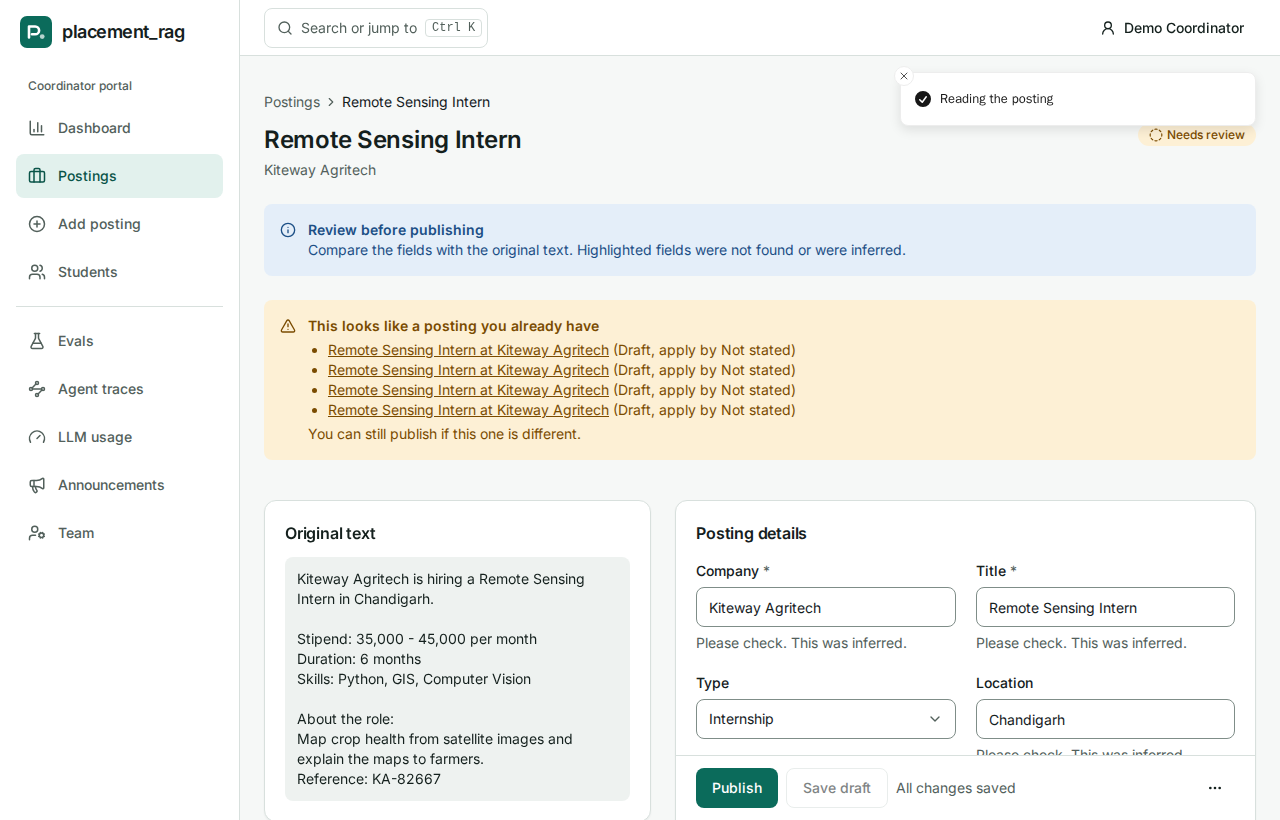 placement_rag
Search or jump to
Ctrl K
Demo Coordinator
Coordinator portal
Dashboard
Postings
Add posting
Students
Evals
Agent traces
LLM usage
Announcements
Team
Reading the posting
Postings > Remote Sensing Intern
Remote Sensing Intern
Needs review
Kiteway Agritech
Review before publishing
Compare the fields with the original text. Highlighted fields were not found or were inferred.
This looks like a posting you already have
Remote Sensing Intern at Kiteway Agritech (Draft, apply by Not stated)
Remote Sensing Intern at Kiteway Agritech (Draft, apply by Not stated)
Remote Sensing Intern at Kiteway Agritech (Draft, apply by Not stated)
Remote Sensing Intern at Kiteway Agritech (Draft, apply by Not stated)
You can still publish if this one is different.
Original text
Kiteway Agritech is hiring a Remote Sensing
Intern in Chandigarh.
Stipend: 35,000 - 45,000 per month
Duration: 6 months
Skills: Python, GIS, Computer Vision
About the role:
Map crop health from satellite images and
explain the maps to farmers.
Reference: KA-82667
Posting details
Company *
Kiteway Agritech
Please check. This was inferred.
Title *
Remote Sensing Intern
Please check. This was inferred.
Type
Internship
Location
Chandigarh
Please check. This was inferred.
Publish
Save draft
All changes saved